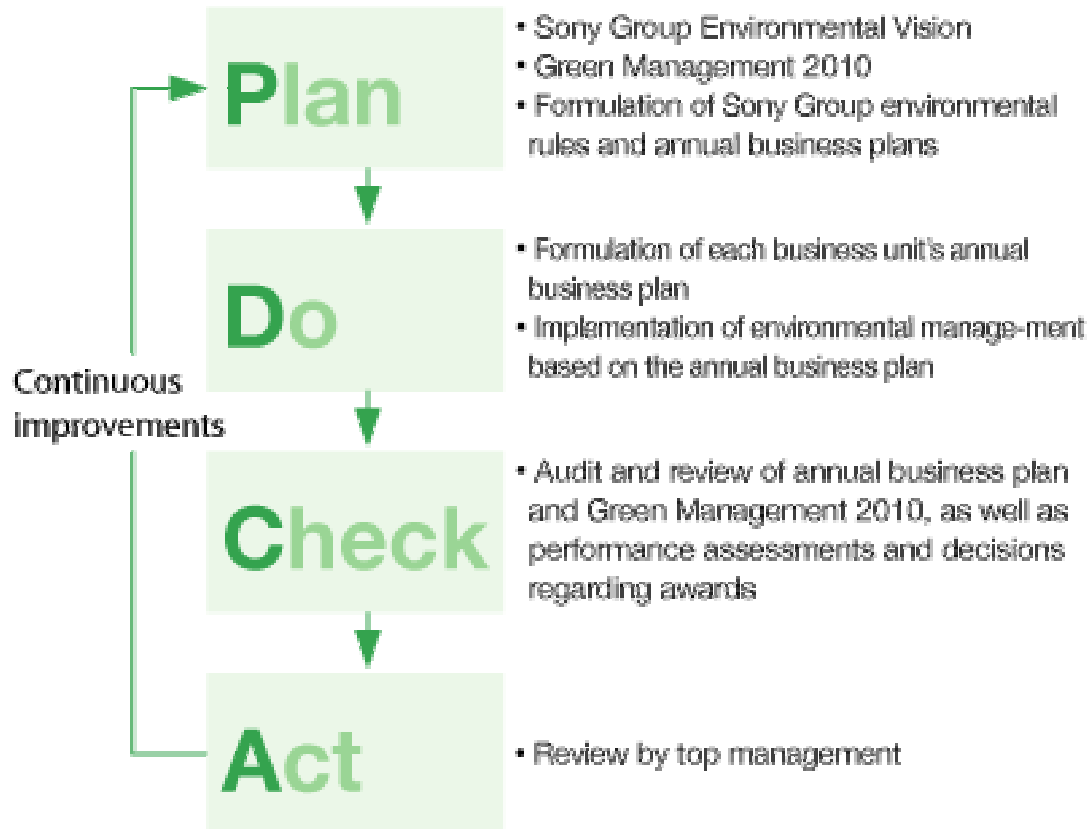 Plan
• Sony Group Environmental Vision
• Green Management 2010
• Formulation of Sony Group environmental
rules and annual business plans
Do
• Formulation of each business unit's annual
business plan
• Implementation of environmental manage-ment
based on the annual business plan
Continuous
improvements
Check
• Audit and review of annual business plan
and Green Management 2010, as well as
performance assessments and decisions
regarding awards
Act
• Review by top management